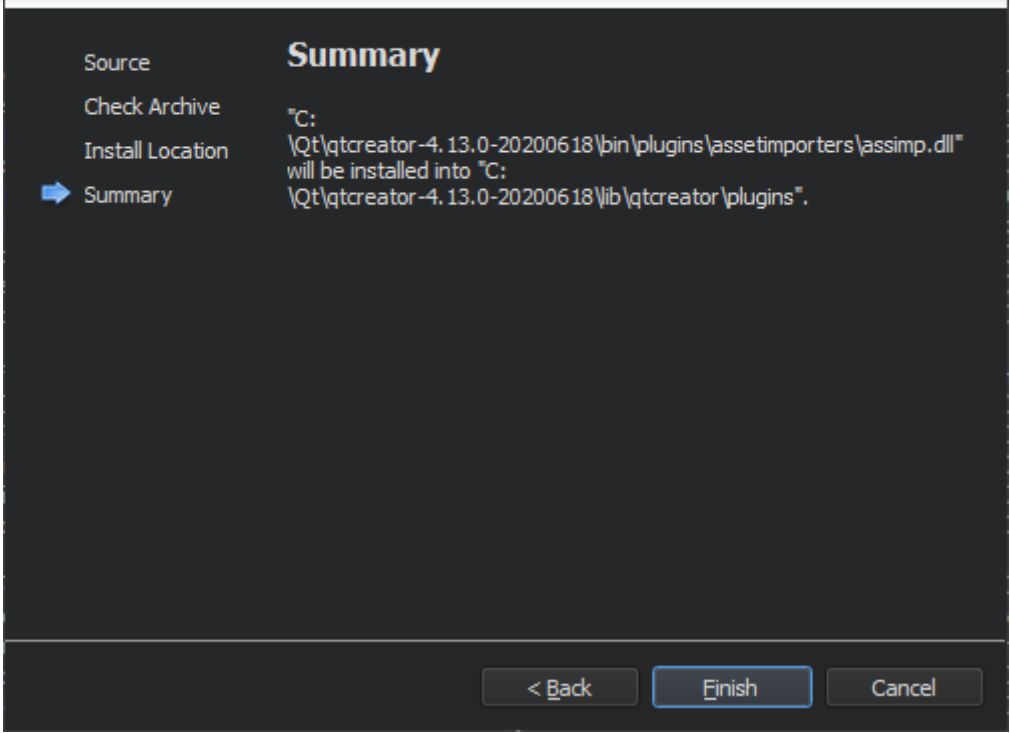 Source
Check Archive
Install Location
Summary
Summary
"C:
\Qt\qtcreator-4.13.0-20200618\bin\plugins\assetimporters\assimp.dll"
will be installed into "C:
\Qt\qtcreator-4.13.0-20200618\lib\qtcreator\plugins".
< Back
Finish
Cancel